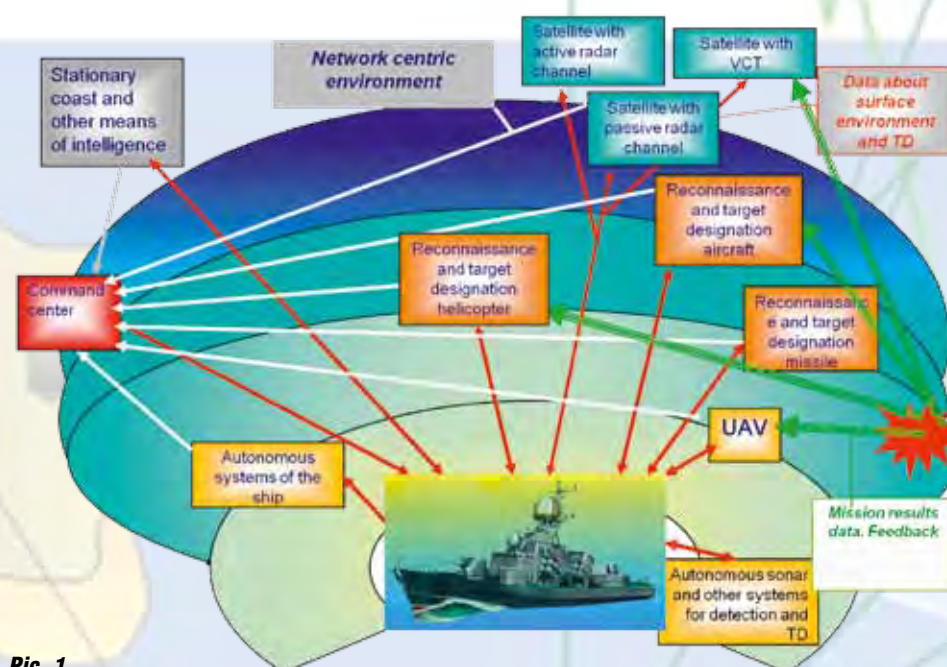 Stationary
coast and
other means
of intelligence
Network centric
environment
Satellite with
active radar
channel
Satellite with
VCT
Satellite with
passive radar
channel
Data about
surface
environment
and TD
Reconnaissance
and target
designation
aircraft
Reconnaissance
and target
designation
helicopter
Command
center
Reconnaissanc
e and target
designation
missile
UAV
Autonomous
systems of the
ship
Mission results
data. Feedback
Autonomous sonar
and other systems
for detection and
TD
Pic. 1